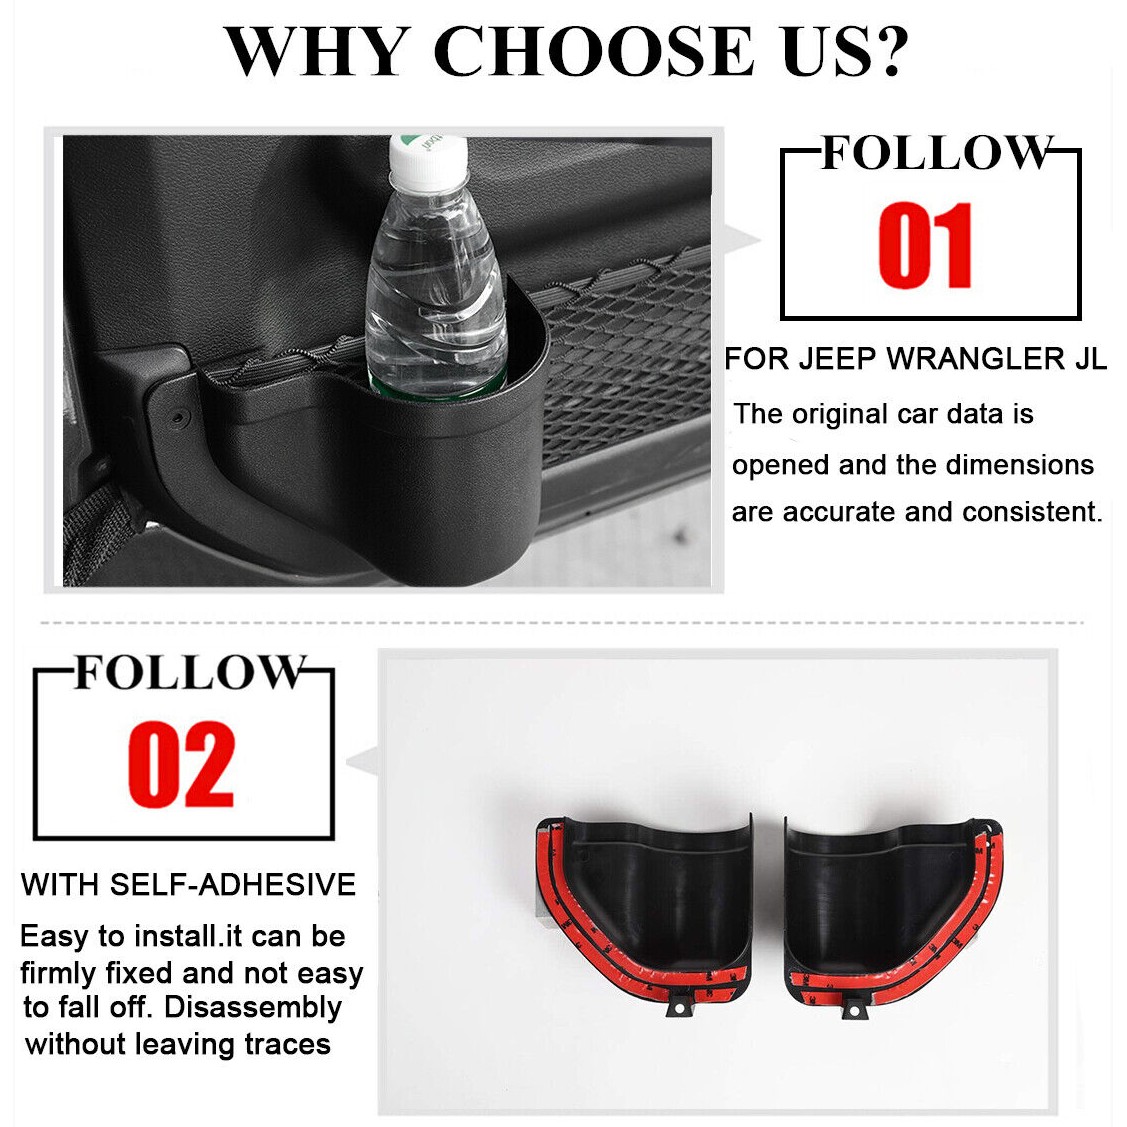 WHY CHOOSE US?
FOLLOW
01
FOR JEEP WRANGLER JL
The original car data is
opened and the dimensions
are accurate and consistent.
FOLLOW
02
WITH SELF-ADHESIVE
Easy to install.it can be
firmly fixed and not easy
to fall off. Disassembly
without leaving traces